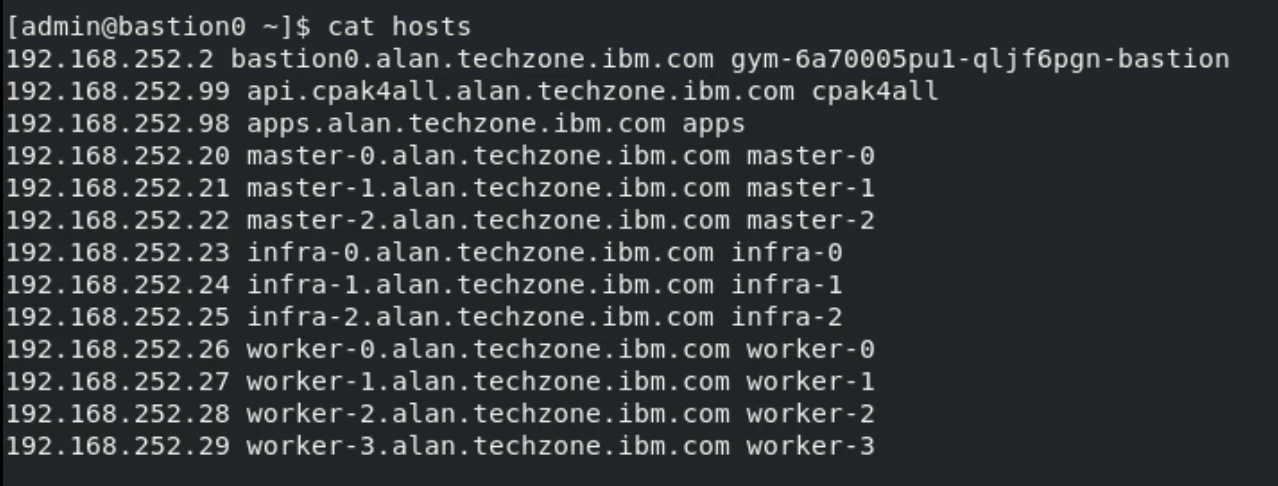 [admin@bastion0 ~]$ cat hosts
192.168.252.2 bastion0.alan.techzone.ibm.com gym-6a70005pu1-qljf6pgn-bastion
192.168.252.99 api.cpak4all.alan.techzone.ibm.com cpak4all
192.168.252.98 apps.alan.techzone.ibm.com apps
192.168.252.20 master-0.alan.techzone.ibm.com master-0
192.168.252.21 master-1.alan.techzone.ibm.com master-1
192.168.252.22 master-2.alan.techzone.ibm.com master-2
192.168.252.23 infra-0.alan.techzone.ibm.com infra-0
192.168.252.24 infra-1.alan.techzone.ibm.com infra-1
192.168.252.25 infra-2.alan.techzone.ibm.com infra-2
192.168.252.26 worker-0.alan.techzone.ibm.com worker-0
192.168.252.27 worker-1.alan.techzone.ibm.com worker-1
192.168.252.28 worker-2.alan.techzone.ibm.com worker-2
192.168.252.29 worker-3.alan.techzone.ibm.com worker-3